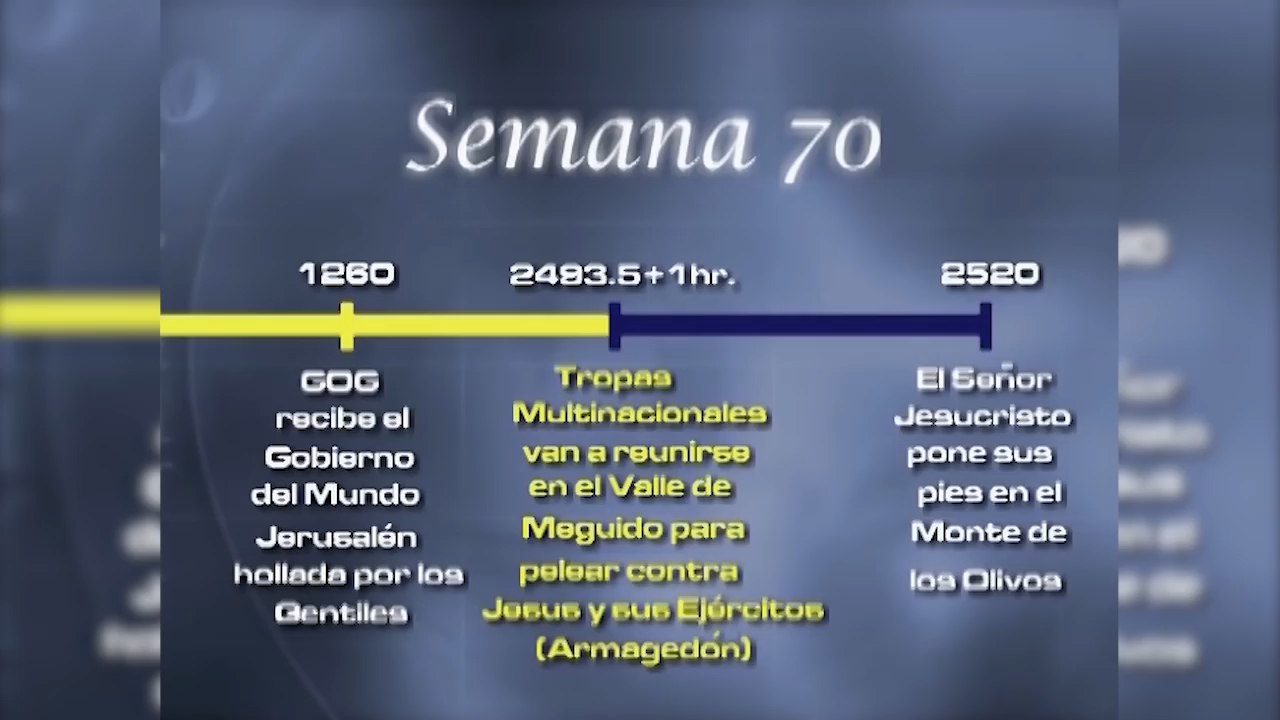 Semana 70
1260
2493.5+1hr.
2520
GOG
recibe el
Gobierno
del Mundo
Jerusalén
hollada por los
Gentiles
Tropas
Multinacionales
van a reunirse
en el Valle de
Meguido para
pelear contra
Jesus y sus Ejércitos
(Armagedón)
El Señor
Jesucristo
pone sus
pies en el
Monte de
los Olivos